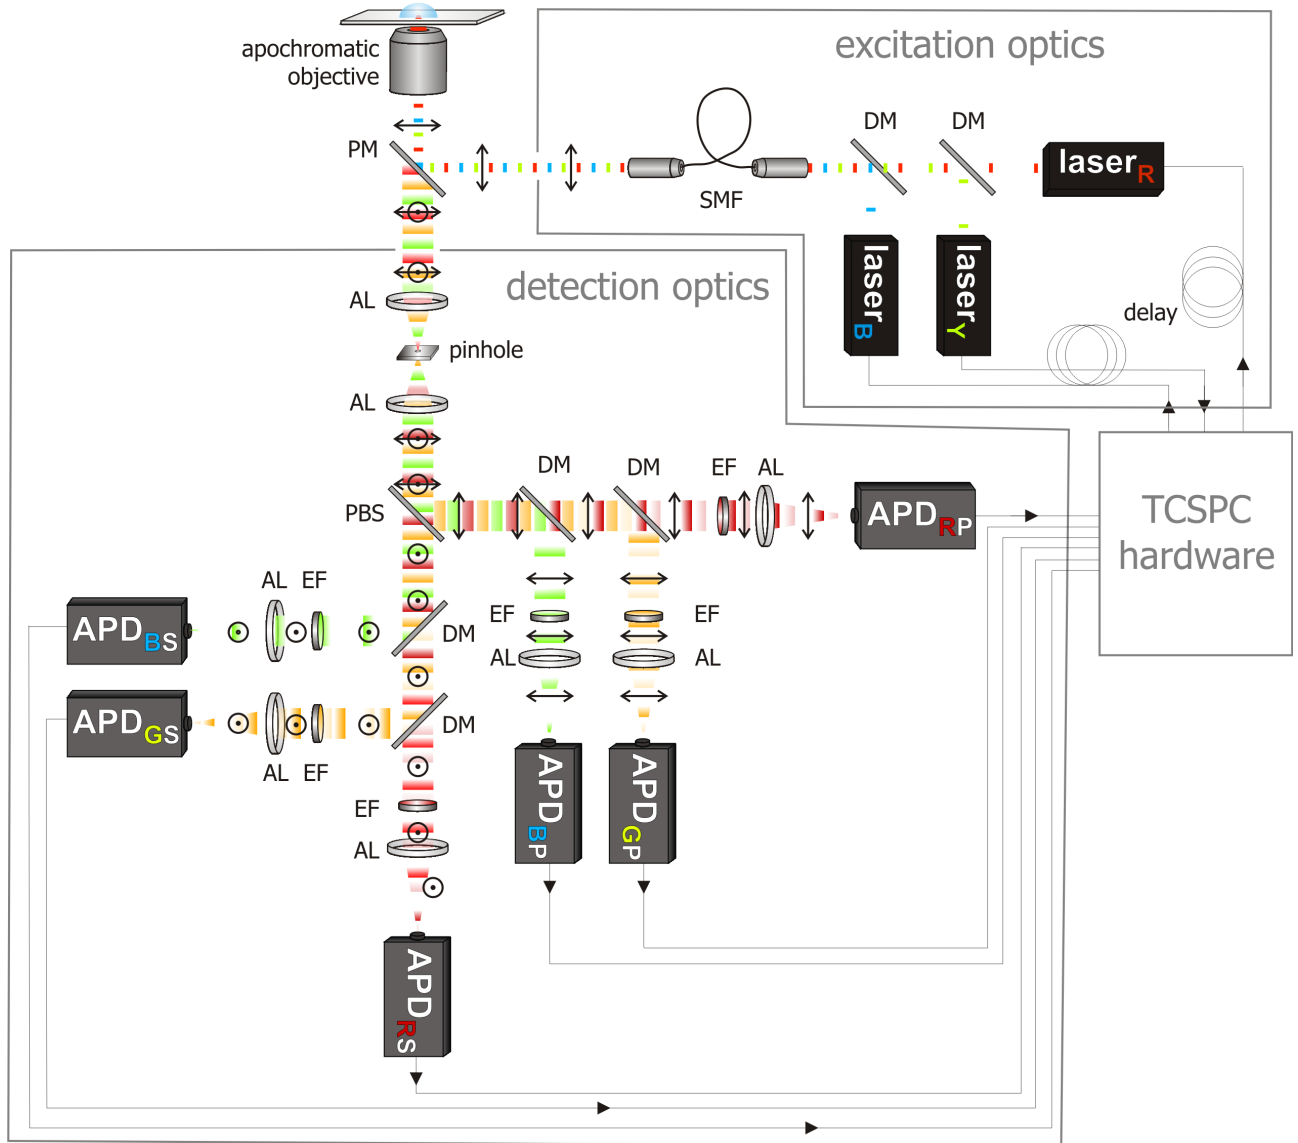 excitation optics
apochromatic
objective
PM
DM
DM
laserR
SMF
laserB
laserY
delay
detection optics
AL
pinhole
AL
PBS
DM
DM
EF
AL
APDRP
TCSPC
hardware
AL
EF
APDBS
DM
EF
EF
AL
AL
APDGS
DM
AL
EF
EF
AL
APDBP
APDGP
APDRS